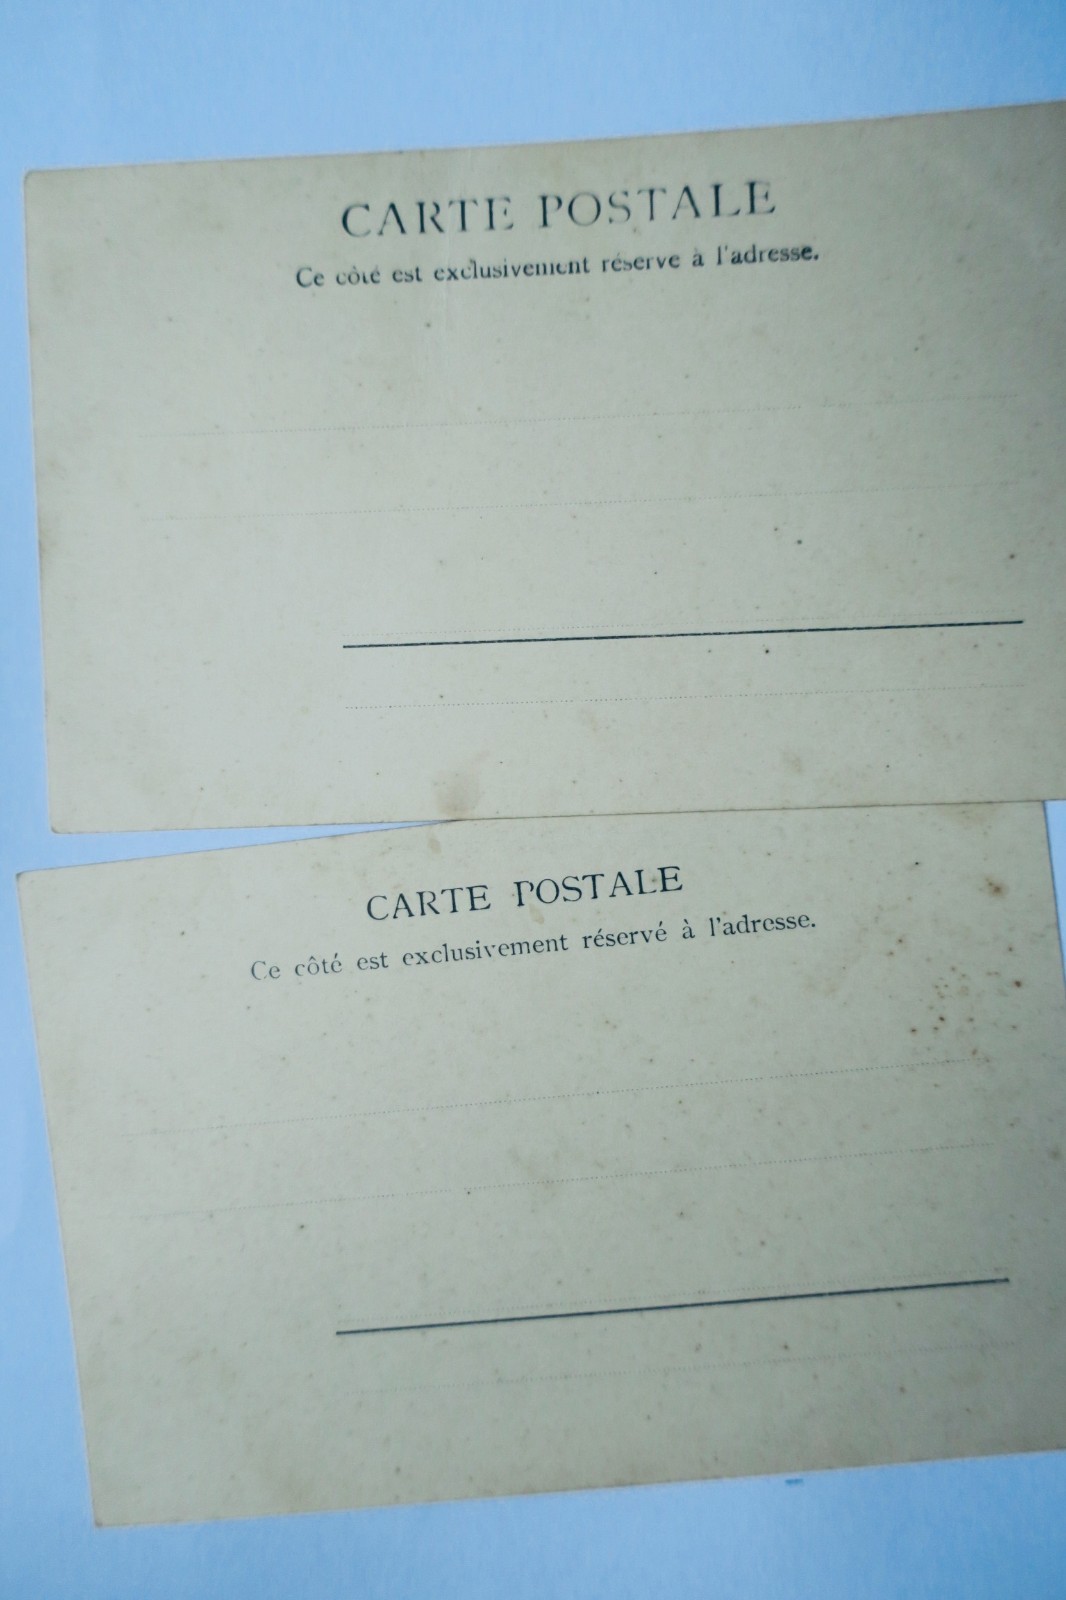 CARTE POSTALE
Ce côté est exclusivement réservé à l'adresse.
CARTE POSTALE
Ce côté est exclusivement réservé à l'adresse.